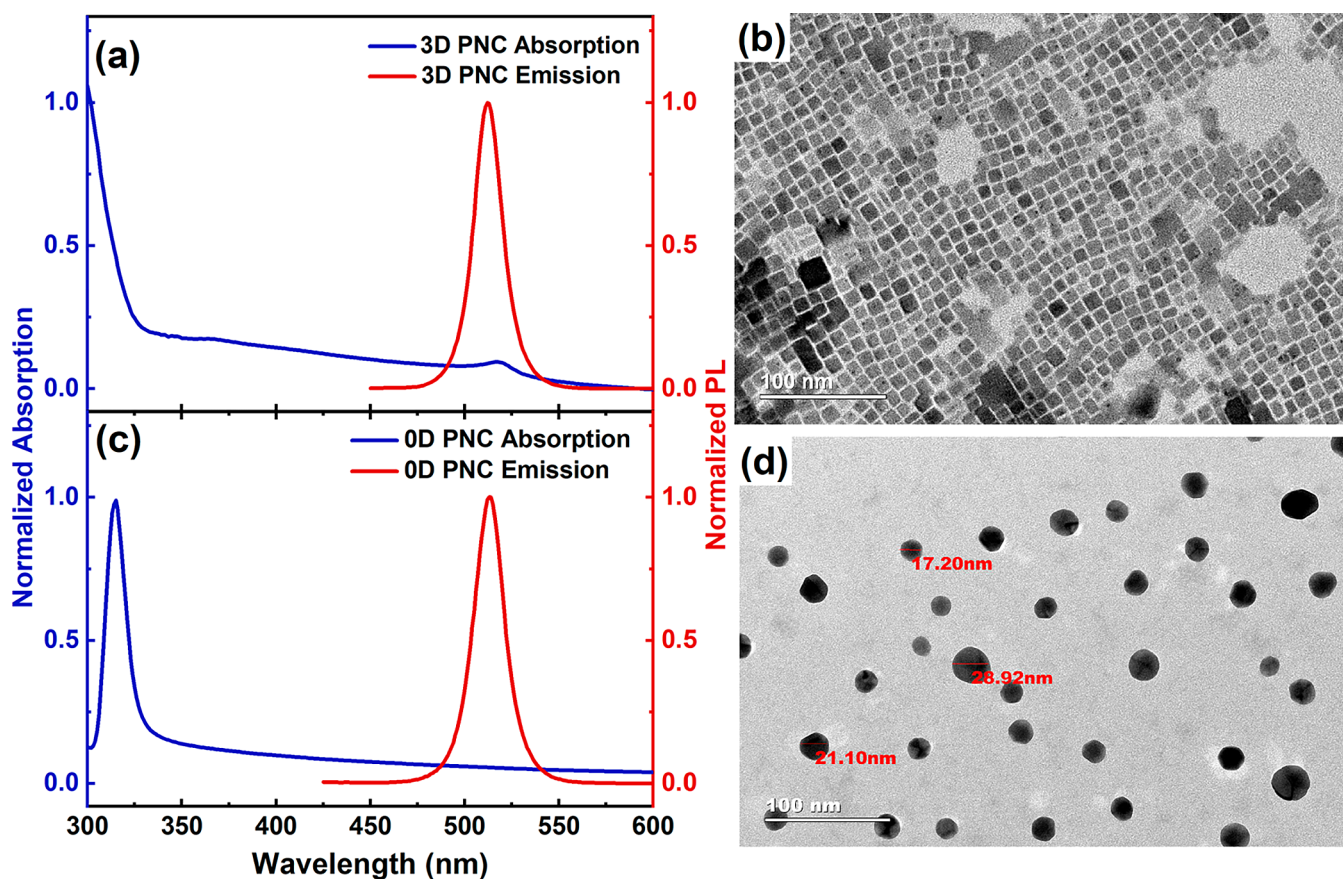 (a)
3D PNC Absorption
3D PNC Emission
1.0
0.5
0.0
1.0
0.5
0.0
(b)
100 nm
(c)
0D PNC Absorption
0D PNC Emission
1.0
0.5
0.0
1.0
0.5
0.0
Normalized Absorption
Normalized PL
300 350 400 450 500 550 600
Wavelength (nm)
(d)
17.20nm
28.92nm
21.10nm
100 nm